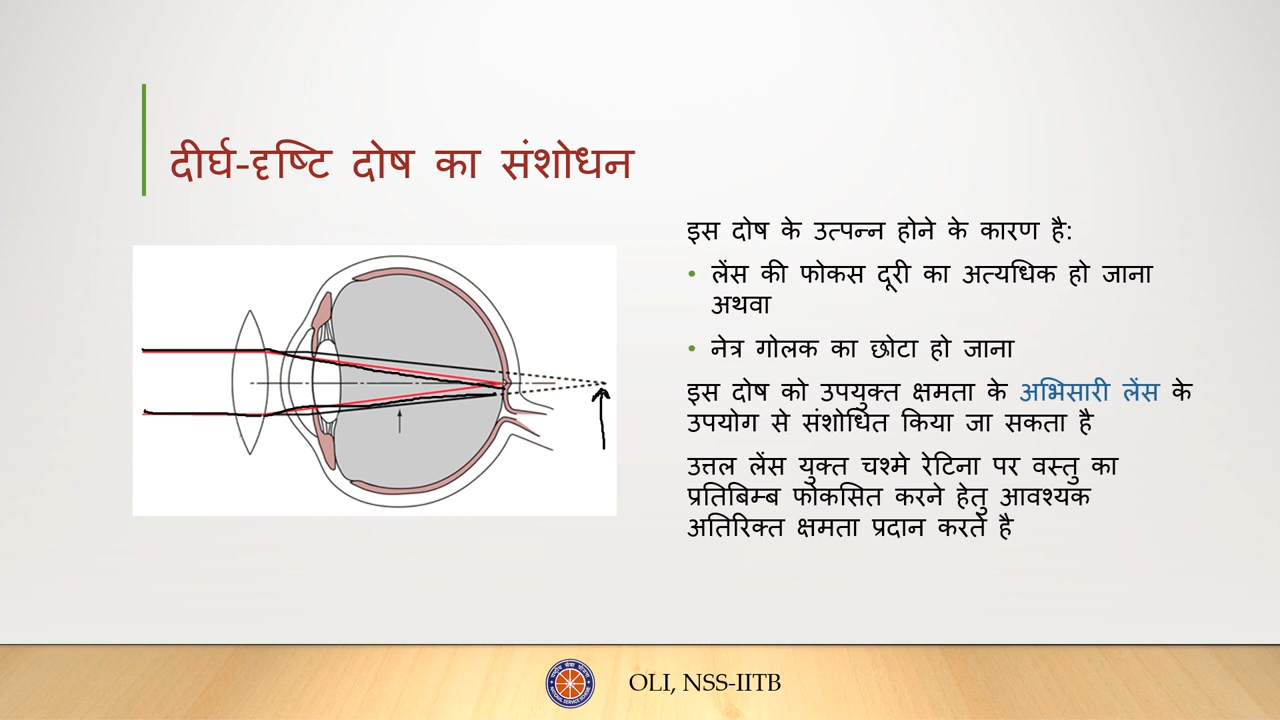 दीर्घ-दृष्टि दोष का संशोधन
इस दोष के उत्पन्न होने के कारण है:
• लेंस की फोकस दूरी का अत्यधिक हो जाना
अथवा
• नेत्र गोलक का छोटा हो जाना
इस दोष को उपयुक्त क्षमता के अभिसारी लेंस के
उपयोग से संशोधित किया जा सकता है
उत्तल लेंस युक्त चश्मे रेटिना पर वस्तु का
प्रतिबिम्ब फोकसित करने हेतु आवश्यक
अतिरिक्त क्षमता प्रदान करते है
OLI, NSS-IITB